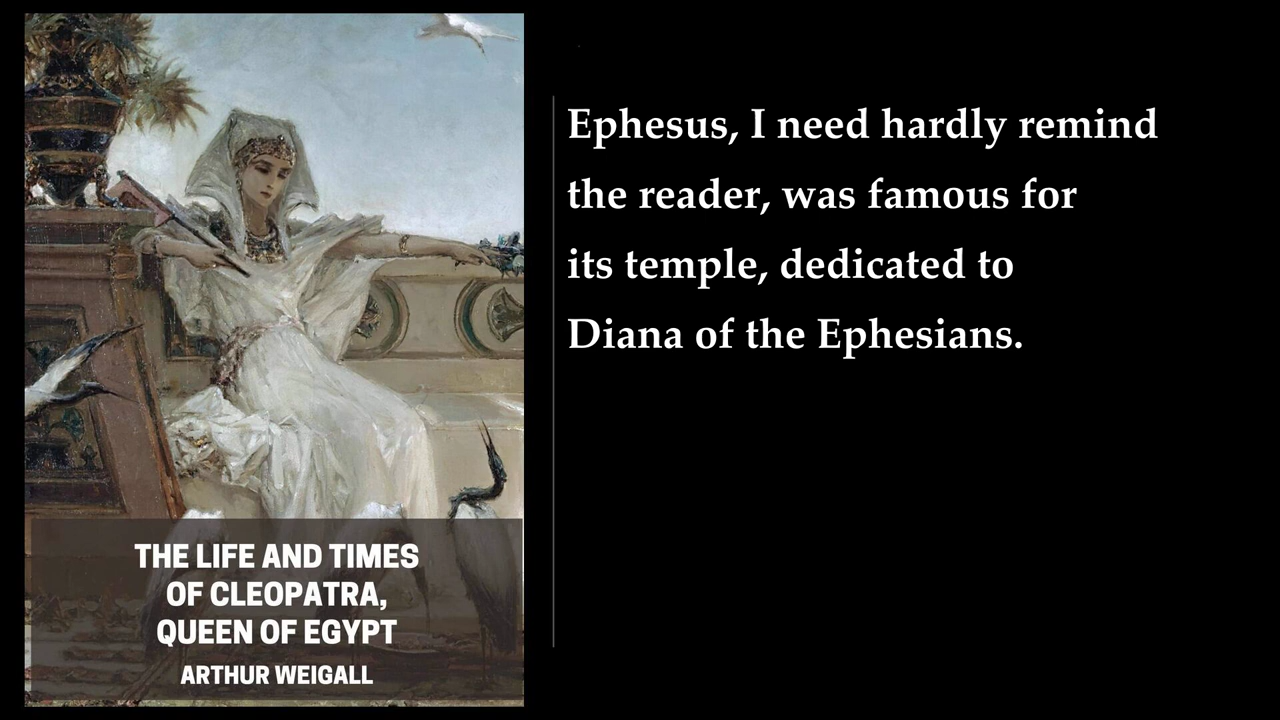 Ephesus, I need hardly remind
the reader, was famous for
its temple, dedicated to
Diana of the Ephesians.
THE LIFE AND TIMES
OF CLEOPATRA,
QUEEN OF EGYPT
ARTHUR WEIGALL